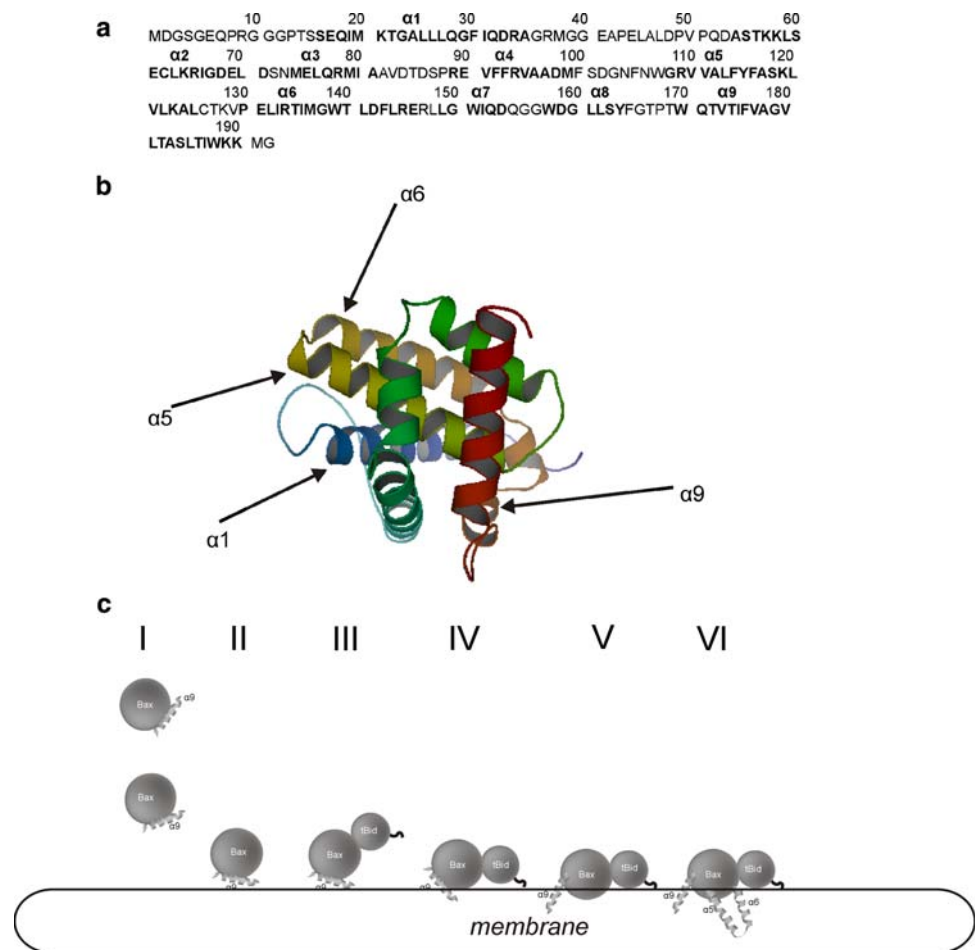 a
10 α1 20 30 40 50 60
MDGSGEQPRG GGPTSSEQIM KTGALLLQGF IQDRAGRMGG EAPELALDPV PQDASTKKLS
α2 70 α3 80 90 α4 100 110 α5 120
ECLKRIGDEL DSNMELQRMI AAVDTDSPRE VFFRVAADMF SDGNFNWGRV VALFYFASKL
130 α6 140 150 α7 160 α8 170 α9 180
VLKALCTKVP ELIRTIMGWT LDFLRERLLG WIQDQGGWDG LLSYFGTPTW QTVTIFVAGV
190
LTASLTIWKK MG
b
α6
α5
α1
α9
c
I II III IV V VI
Bax α9
Bax α9
Bax α9
Bax α9 tBid
Bax α9 tBid
Bax α9 tBid
Bax α9 tBid α5 α6
membrane